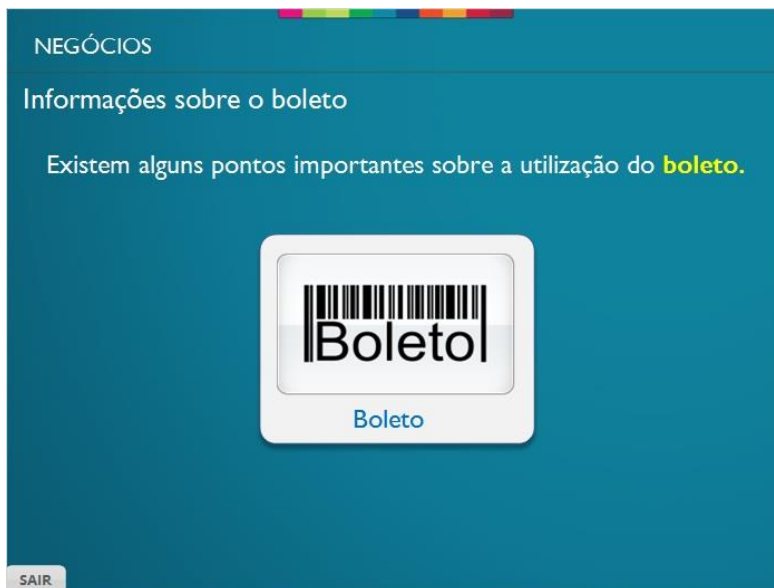 NEGÓCIOS
Informações sobre o boleto
Existem alguns pontos importantes sobre a utilização do boleto.
Boleto
Boleto
SAIR